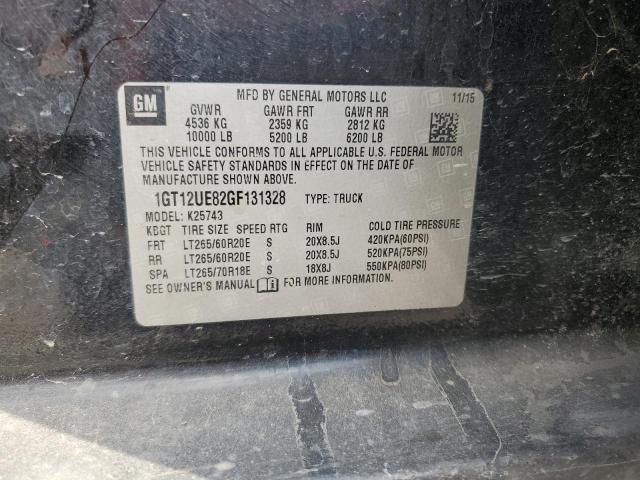 GM
MFD BY GENERAL MOTORS LLC 11/15
GVWR GAWR FRT GAWR RR
4536 KG 2359 KG 2812 KG
10000 LB 5200 LB 6200 LB
THIS VEHICLE CONFORMS TO ALL APPLICABLE U.S. FEDERAL MOTOR
VEHICLE SAFETY STANDARDS IN EFFECT ON THE DATE OF
MANUFACTURE SHOWN ABOVE.
1GT12UE82GF131328 TYPE: TRUCK
MODEL: K25743
KBGT TIRE SIZE SPEED RTG RIM COLD TIRE PRESSURE
FRT LT265/60R20E S 20X8.5J 420KPA(60PSI)
RR LT265/60R20E S 20X8.5J 520KPA(75PSI)
SPA LT265/70R18E S 18X8J 550KPA(80PSI)
SEE OWNER'S MANUAL FOR MORE INFORMATION.